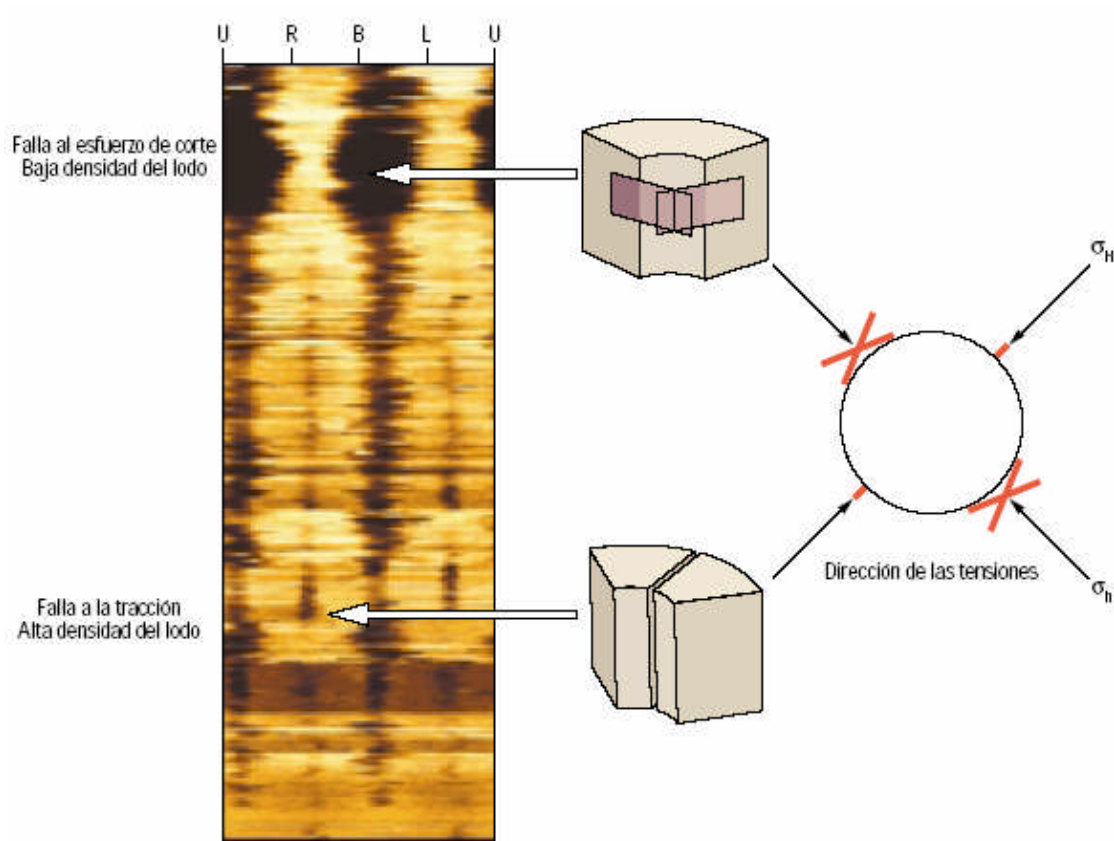 U R B L U
Falla al esfuerzo de corte
Baja densidad del lodo
σH
Dirección de las tensiones
σh
Falla a la tracción
Alta densidad del lodo